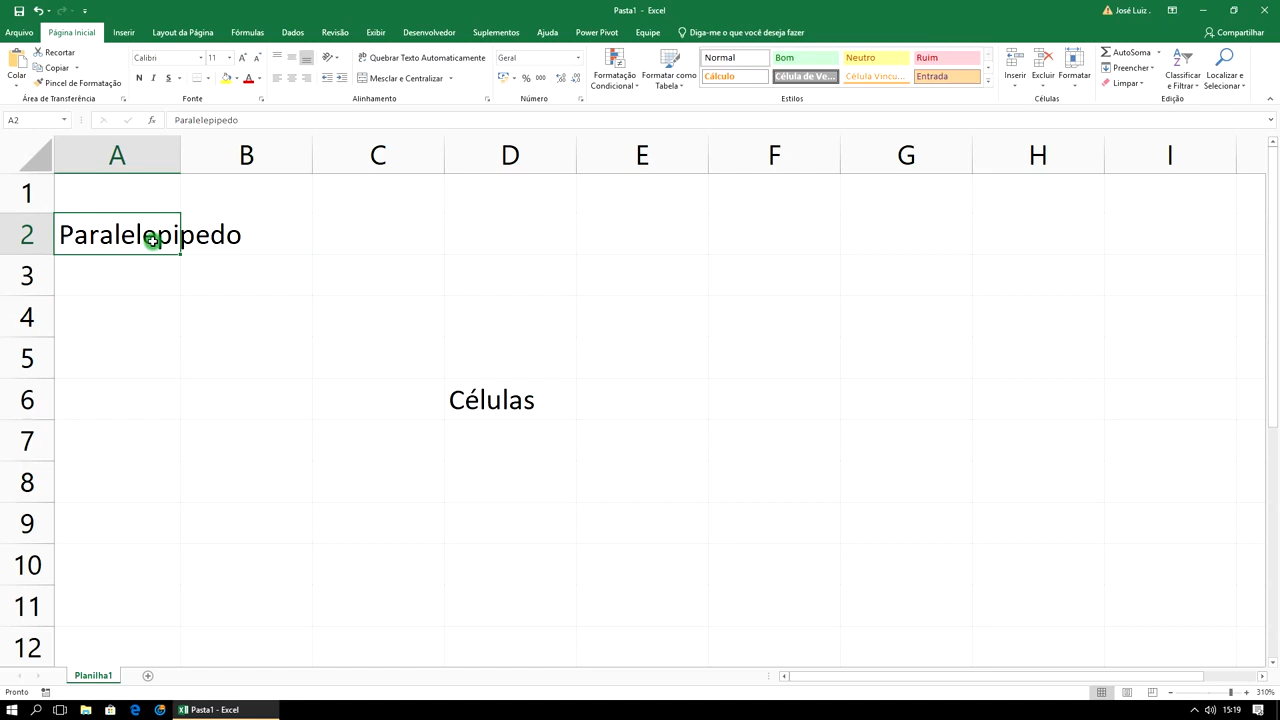 Pasta1 - Excel
José Luiz .
Arquivo Página Inicial Inserir Layout da Página Fórmulas Dados Revisão Exibir Desenvolvedor Suplementos Ajuda Power Pivot Equipe Diga-me o que você deseja fazer Compartilhar
Colar
Recortar
Copiar
Pincel de Formatação
Área de Transferência
Calibri 11
N I S
Fonte
Quebrar Texto Automaticamente
Mesclar e Centralizar
Alinhamento
Geral
% 000
Número
Formatação Condicional
Formatar como Tabela
Normal Bom Neutro Ruim
Cálculo Célula de Ve... Célula Vincu... Entrada
Estilos
Inserir Excluir Formatar
Células
AutoSoma
Preencher
Limpar
Classificar e Filtrar
Localizar e Selecionar
Edição
A2 fx Paralelepipedo
A B C D E F G H I
1
2 Paralelepipedo
3
4
5
6 Células
7
8
9
10
11
12
Planilha1
Pronto 310%
Pasta1 - Excel 15:19